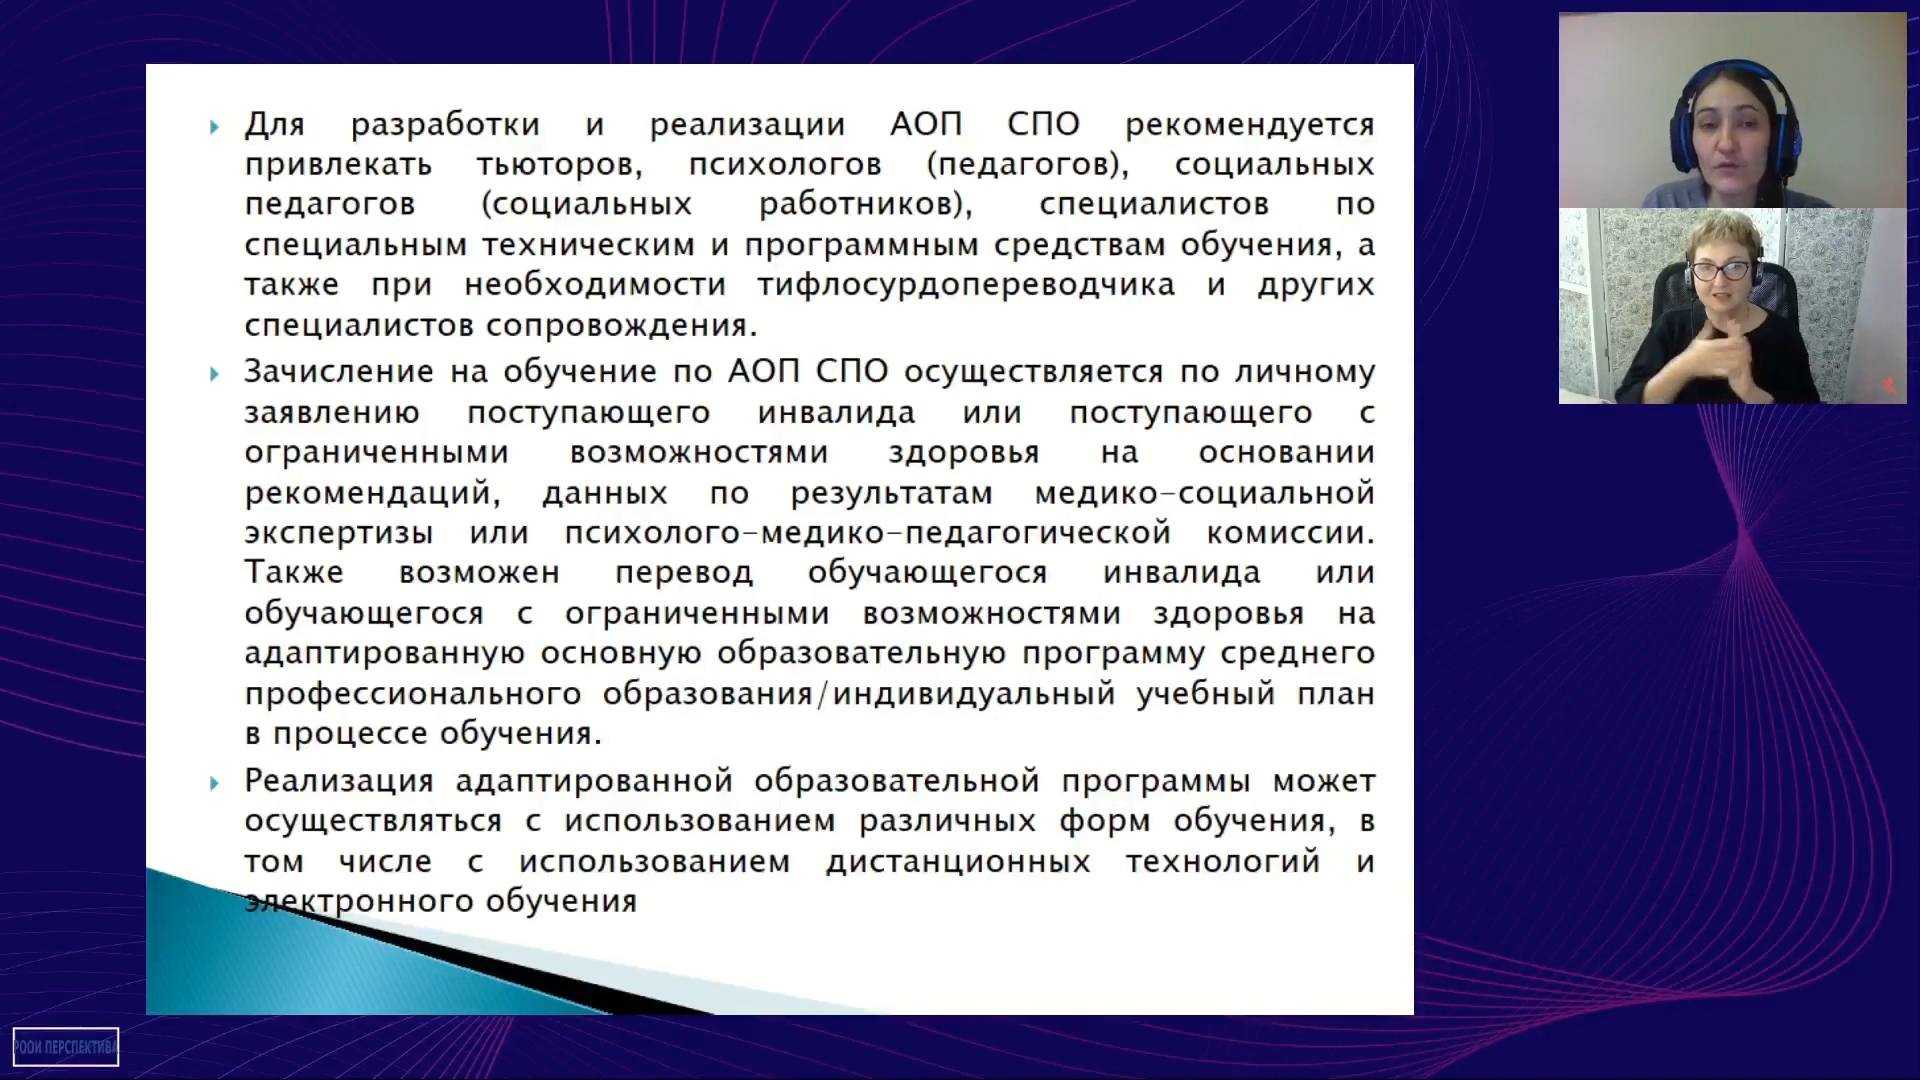 Для разработки и реализации АОП СПО рекомендуется
привлекать тьюторов, психологов (педагогов), социальных
педагогов (социальных работников), специалистов по
специальным техническим и программным средствам обучения, а
также при необходимости тифлосурдопереводчика и других
специалистов сопровождения.
Зачисление на обучение по АОП СПО осуществляется по личному
заявлению поступающего инвалида или поступающего с
ограниченными возможностями здоровья на основании
рекомендаций, данных по результатам медико-социальной
экспертизы или психолого-медико-педагогической комиссии.
Также возможен перевод обучающегося инвалида или
обучающегося с ограниченными возможностями здоровья на
адаптированную основную образовательную программу среднего
профессионального образования/индивидуальный учебный план
в процессе обучения.
Реализация адаптированной образовательной программы может
осуществляться с использованием различных форм обучения, в
том числе с использованием дистанционных технологий и
электронного обучения
РООИ ПЕРСПЕКТИВА